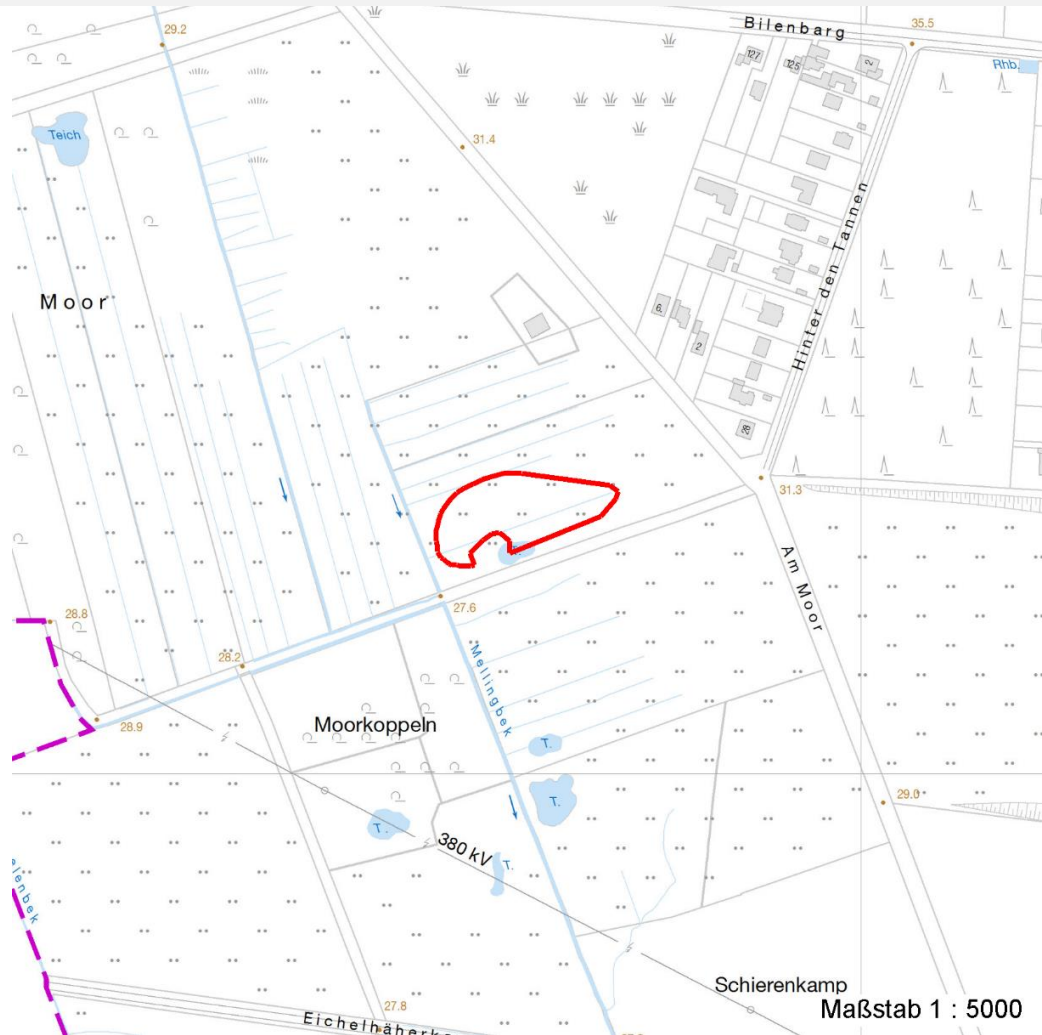 Bilenbarg
35.5
29.2
127
125
2
Rhb.
Teich
31.4
Hinter den Tannen
Moor
6
2
28
31.3
T.
Am Moor
27.6
28.8
28.2
Mellingbek
28.9
Moorkoppeln
T.
T.
29.0
T.
380 kV
T.
Schierenkamp
Maßstab 1 : 5000
27.8